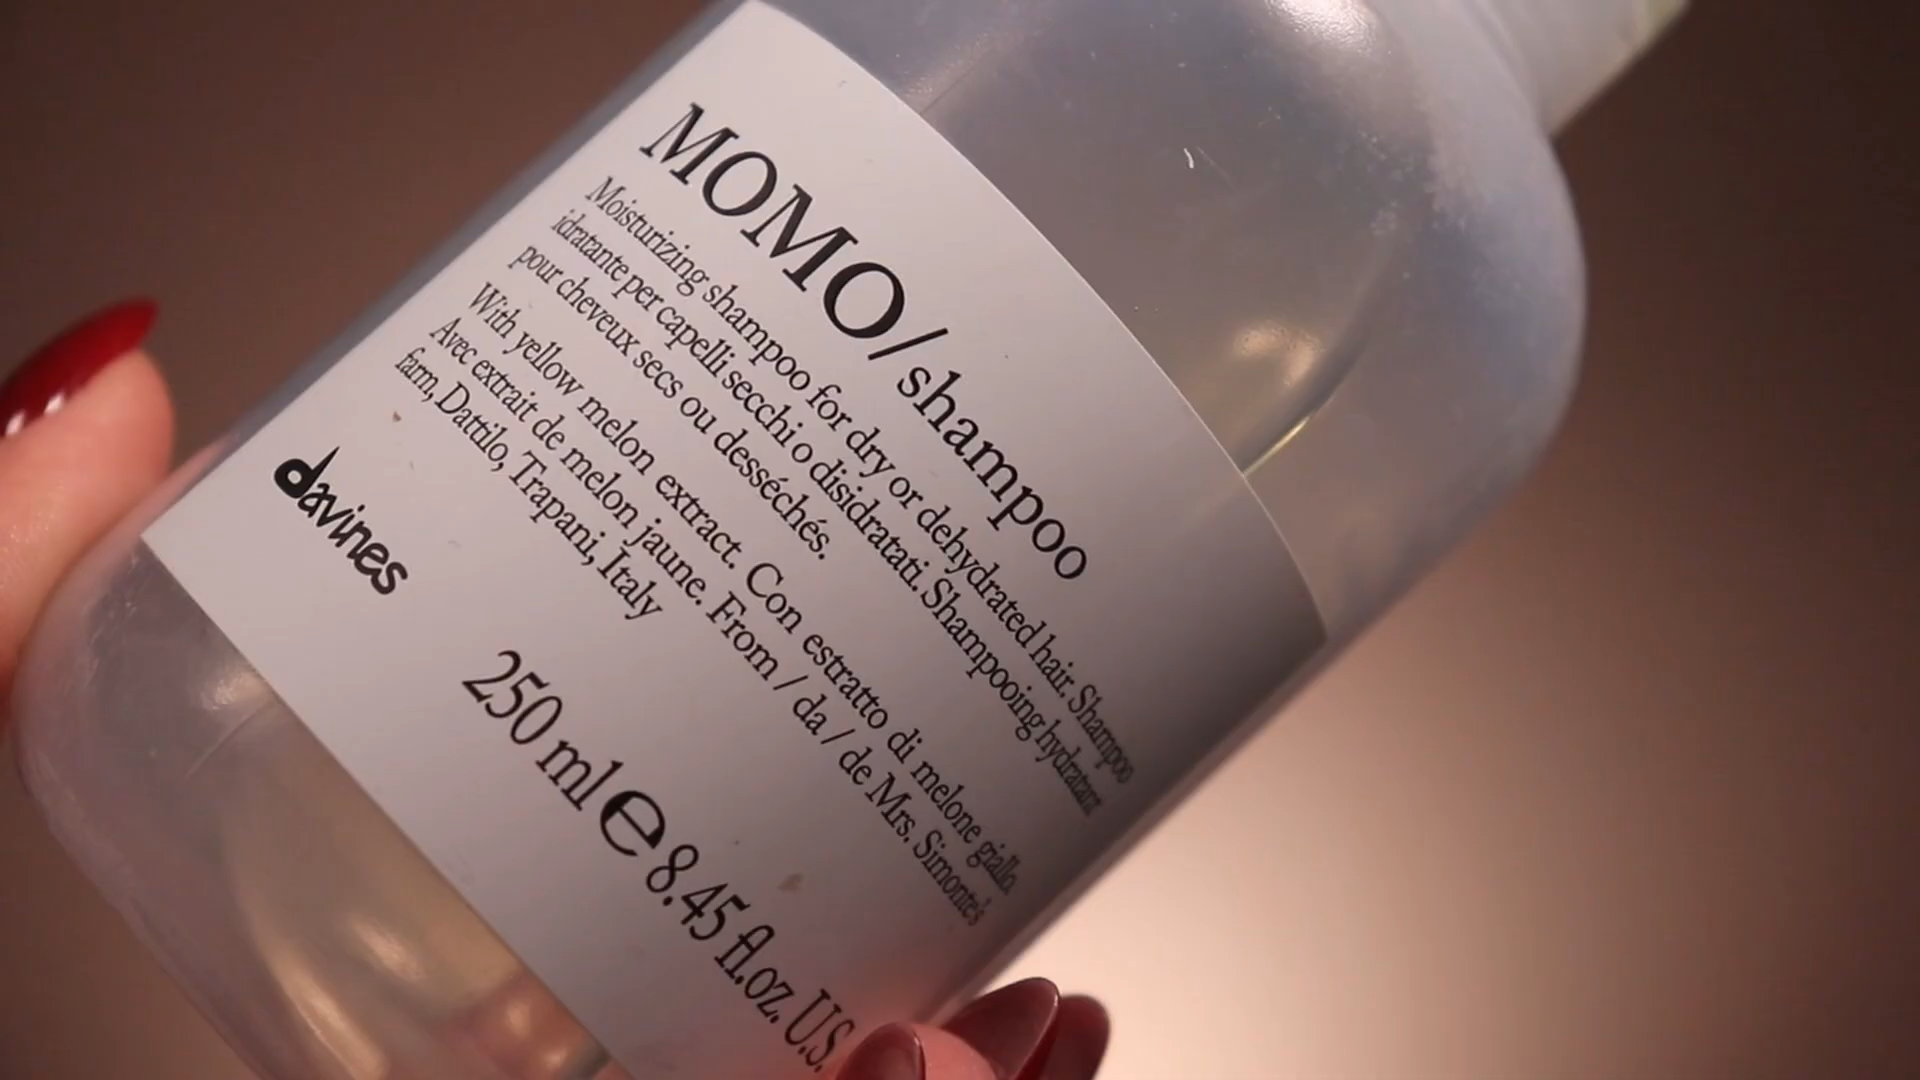 MOMO/shampoo
Moisturizing shampoo for dry or dehydrated hair. Shampoo
idratante per capelli secchi o disidratati. Shampooing hydratant
pour cheveux secs ou desséchés.
With yellow melon extract. Con estratto di melone giallo.
Avec extrait de melon jaune. From / da / de Mrs. Simonte's
farm, Dattilo, Trapani, Italy
davines
250 ml e 8.45 fl.oz. U.S.